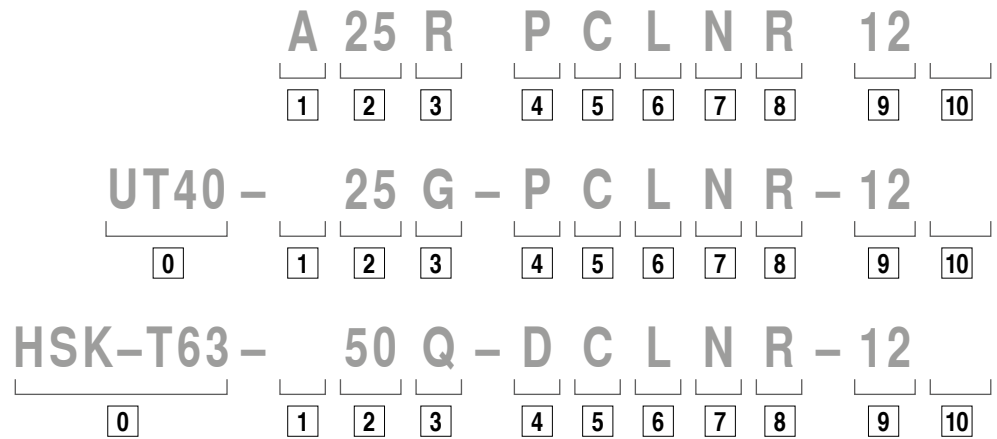 A 25 R P C L N R 12
1 2 3 4 5 6 7 8 9 10
UT40 – 25 G – P C L N R – 12
0 1 2 3 4 5 6 7 8 9 10
HSK–T63 – 50 Q – D C L N R – 12
0 1 2 3 4 5 6 7 8 9 10